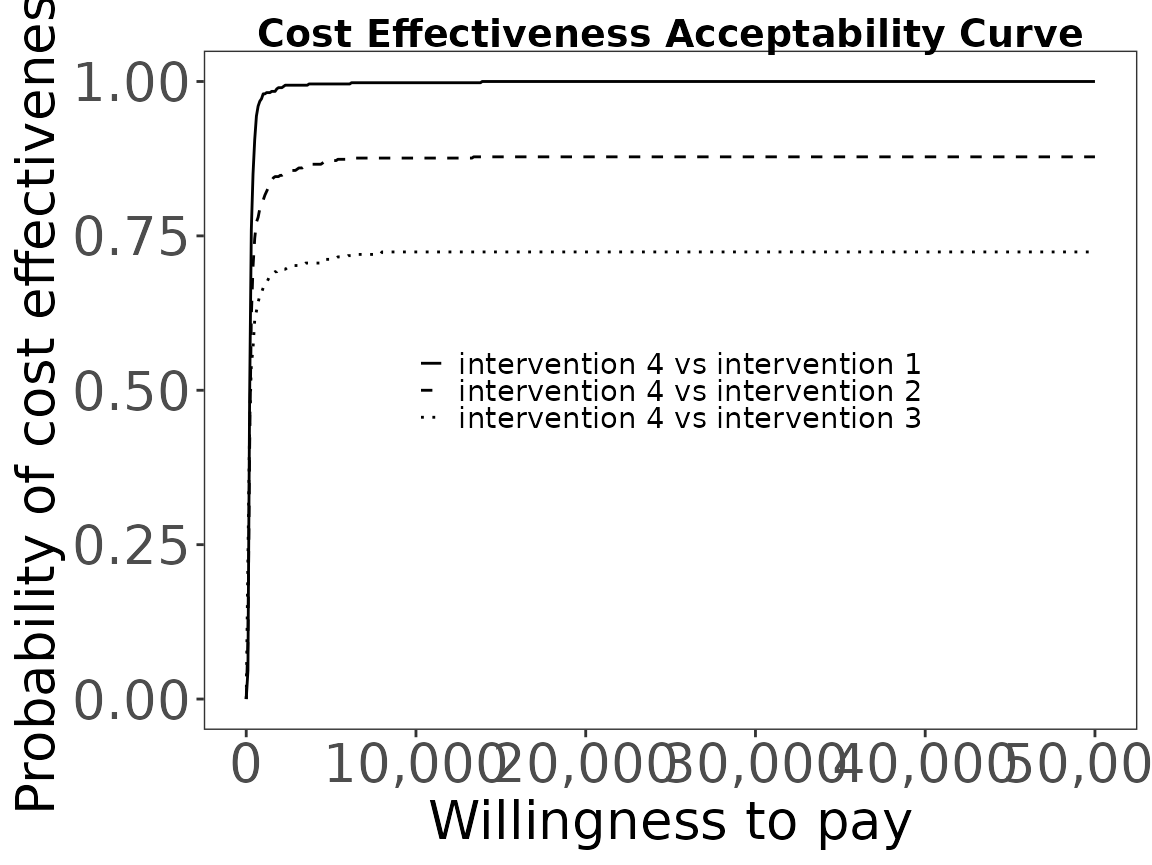 Cost Effectiveness Acceptability Curve
Probability of cost effectivenes
1.00
0.75
0.50
0.25
0.00
intervention 4 vs intervention 1
intervention 4 vs intervention 2
intervention 4 vs intervention 3
0 10,000 20,000 30,000 40,000 50,00
Willingness to pay